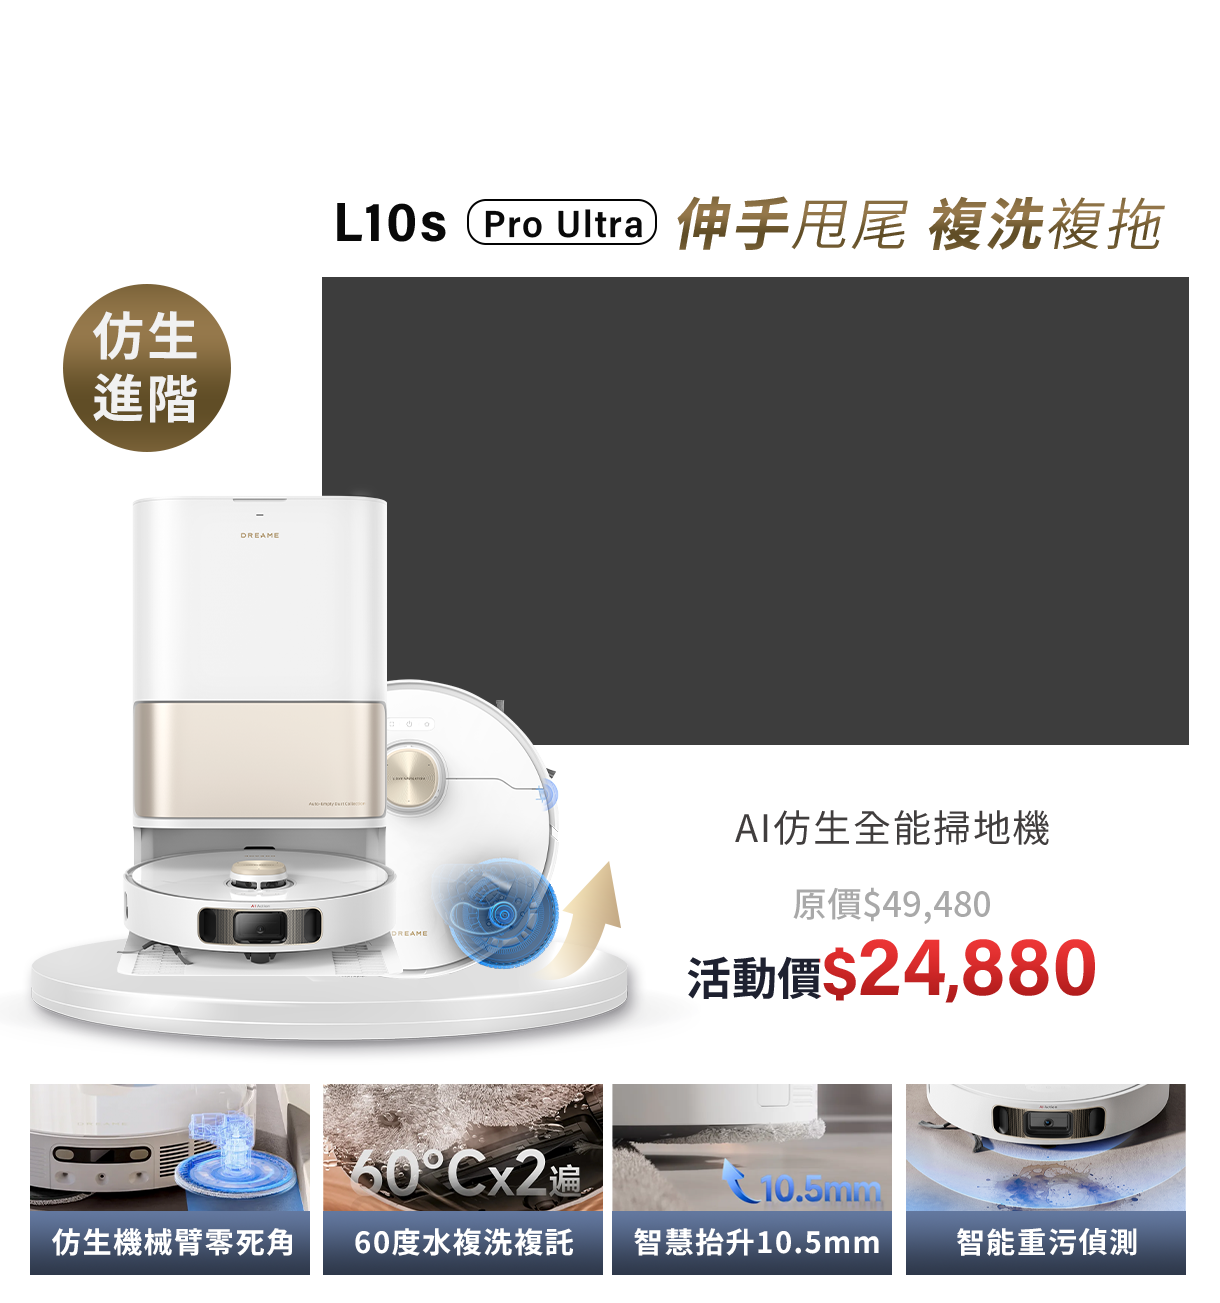 L10s Pro Ultra 伸手甩尾 複洗複拖
仿生
進階
DREAME
DREAME
AI仿生全能掃地機
原價$49,480
活動價$24,880
60°Cx2遍
10.5mm
仿生機械臂零死角
60度水複洗複託
智慧抬升10.5mm
智能重污偵測